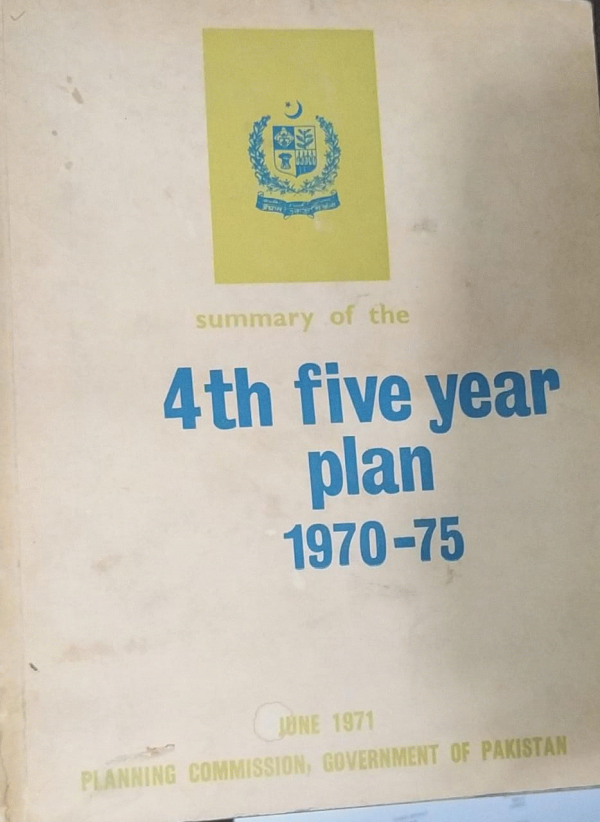 summary of the
4th five year
plan
1970-75
JUNE 1971
PLANNING COMMISSION, GOVERNMENT OF PAKISTAN